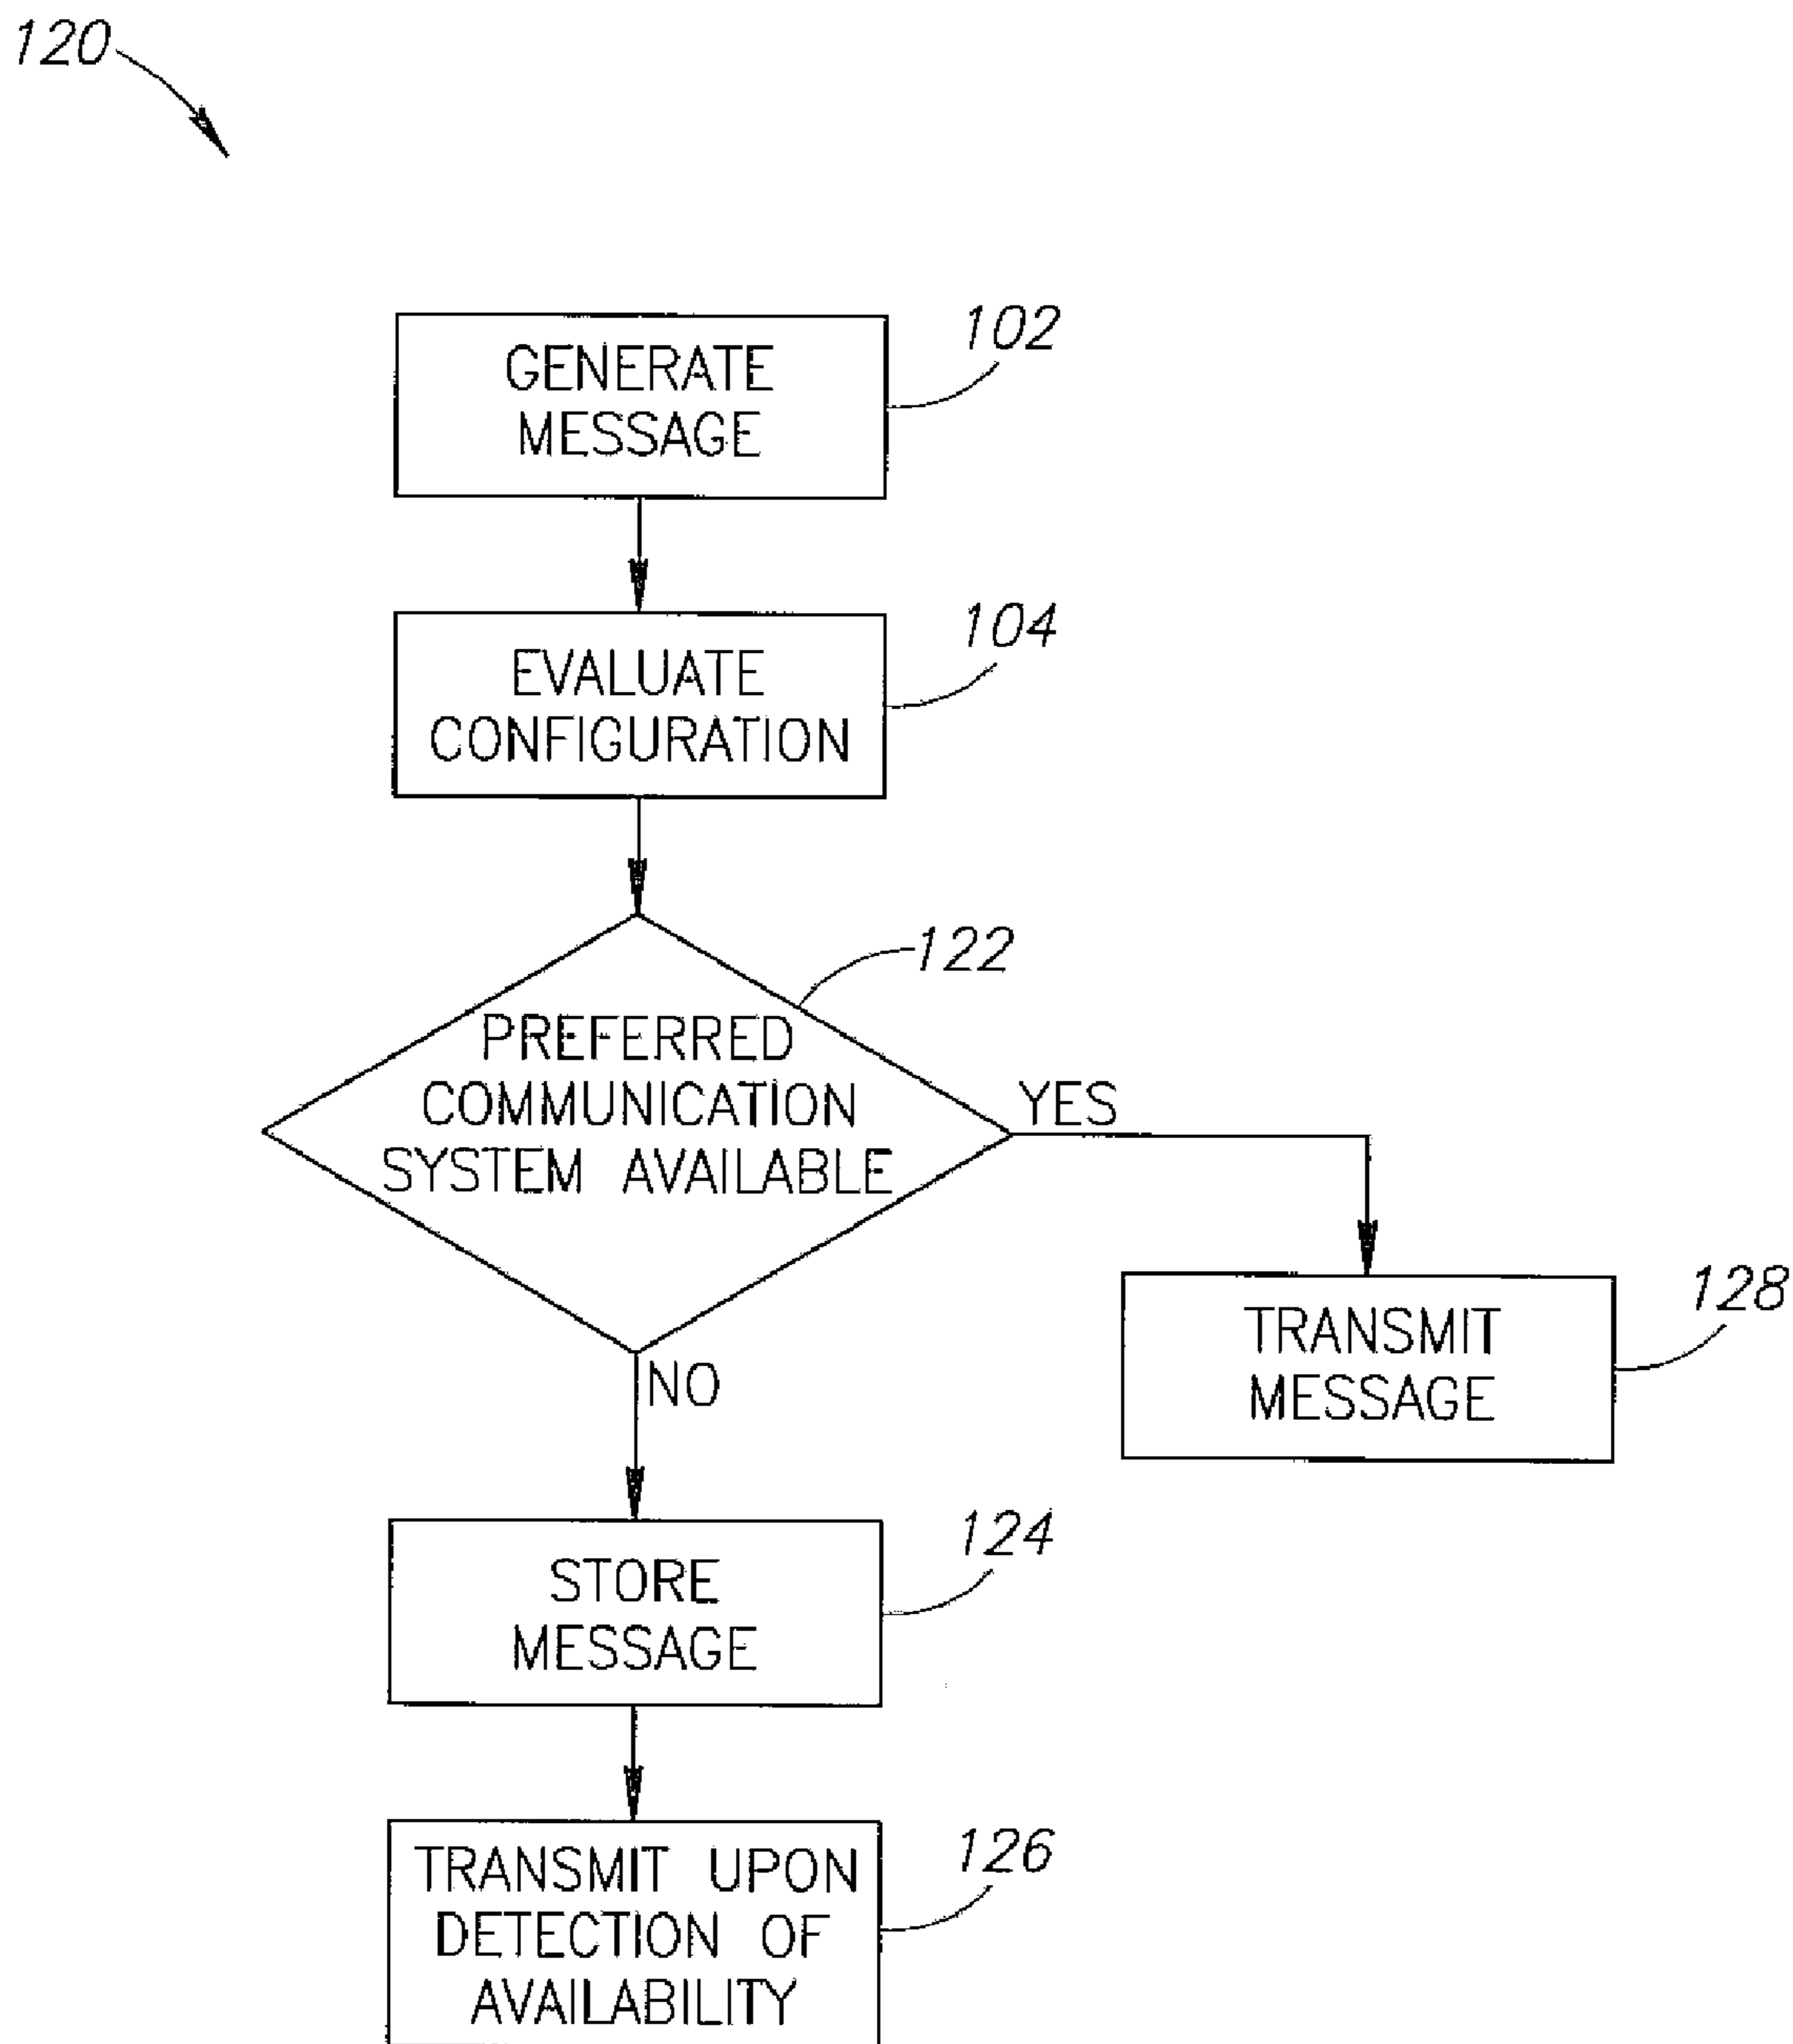 120
GENERATE
MESSAGE
102
EVALUATE
CONFIGURATION
104
122
PREFERRED
COMMUNICATION
SYSTEM AVAILABLE
YES
TRANSMIT
MESSAGE
128
NO
STORE
MESSAGE
124
TRANSMIT UPON
DETECTION OF
AVAILABILITY
126